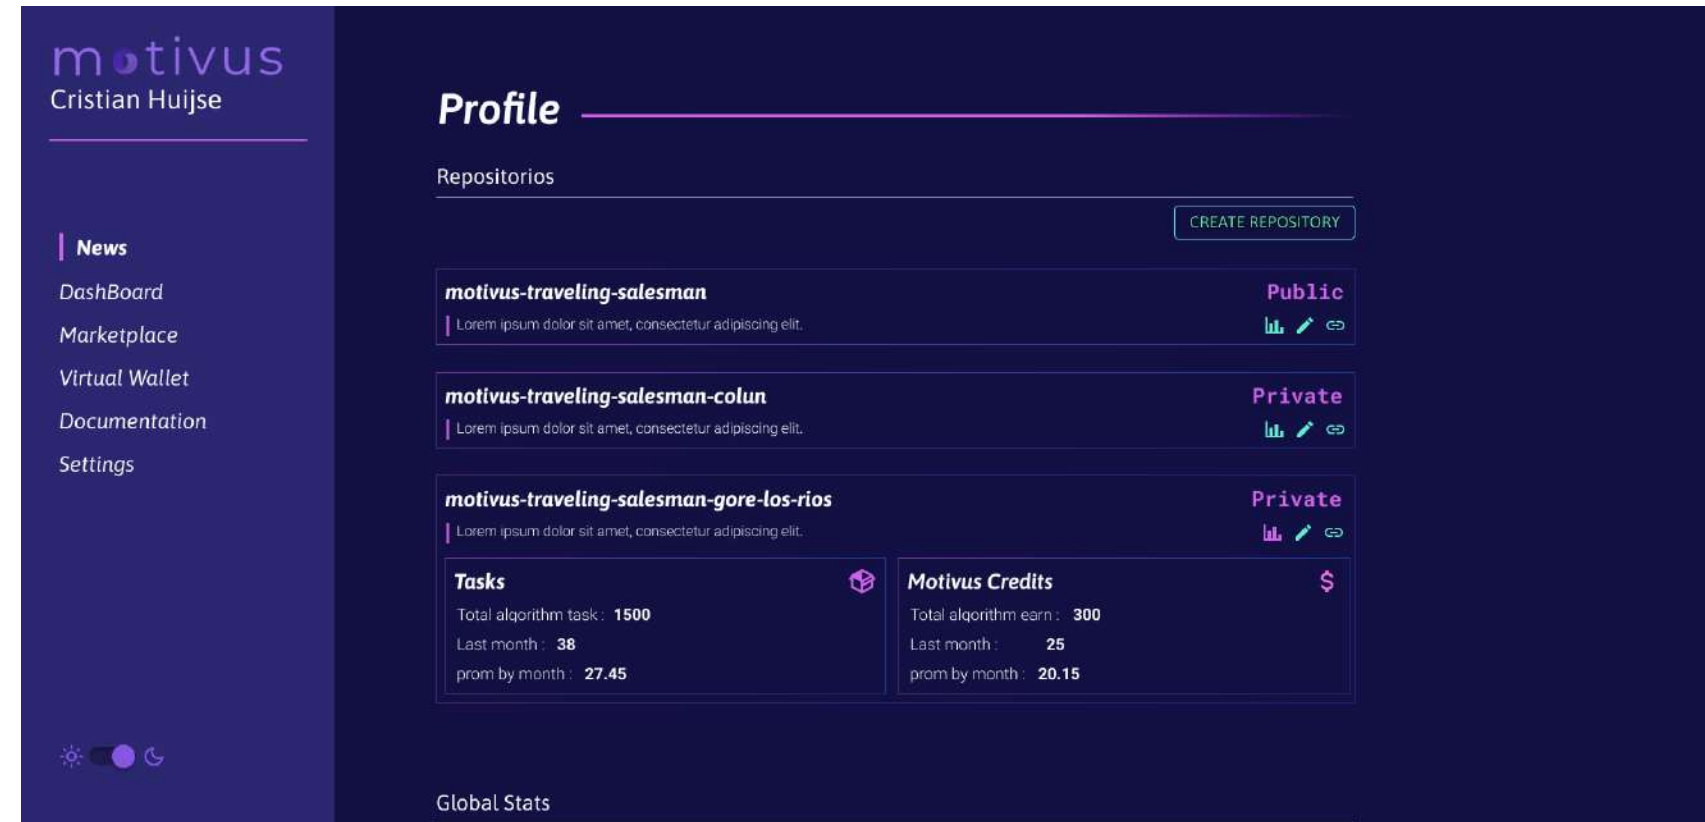 motivus
Cristian Huijse
News
DashBoard
Marketplace
Virtual Wallet
Documentation
Settings
Profile
Repositorios
CREATE REPOSITORY
motivus-traveling-salesman Public
Lorem ipsum dolor sit amet, consectetur adipiscing elit.
motivus-traveling-salesman-colun Private
Lorem ipsum dolor sit amet, consectetur adipiscing elit.
motivus-traveling-salesman-gore-los-rios Private
Lorem ipsum dolor sit amet, consectetur adipiscing elit.
Tasks
Total algorithm task : 1500
Last month : 38
prom by month : 27.45
Motivus Credits $
Total algorithm earn : 300
Last month : 25
prom by month : 20.15
Global Stats